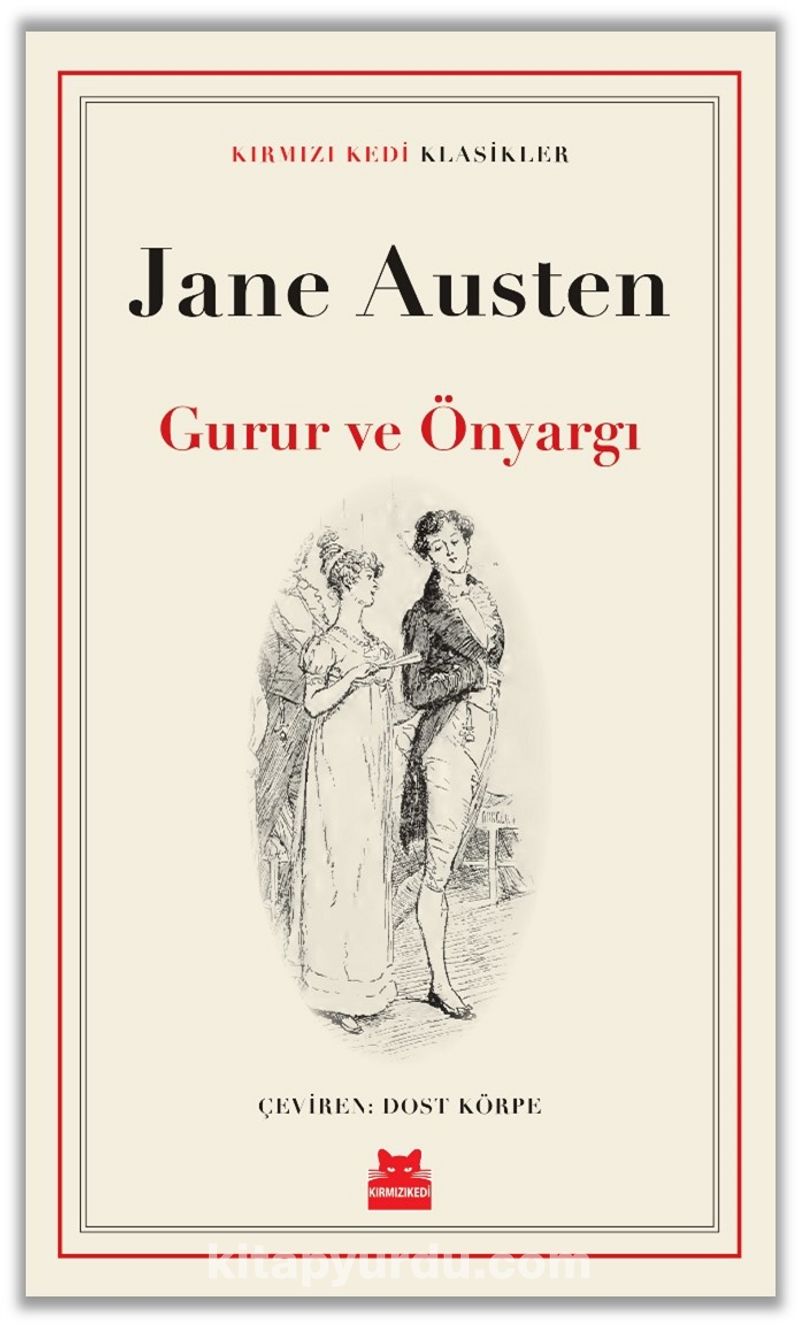 KIRMIZI KEDİ KLASİKLER
Jane Austen
Gurur ve Önyargı
ÇEVİREN: DOST KÖRPE
KIRMIZIKEDİ
kitapyurdu.com